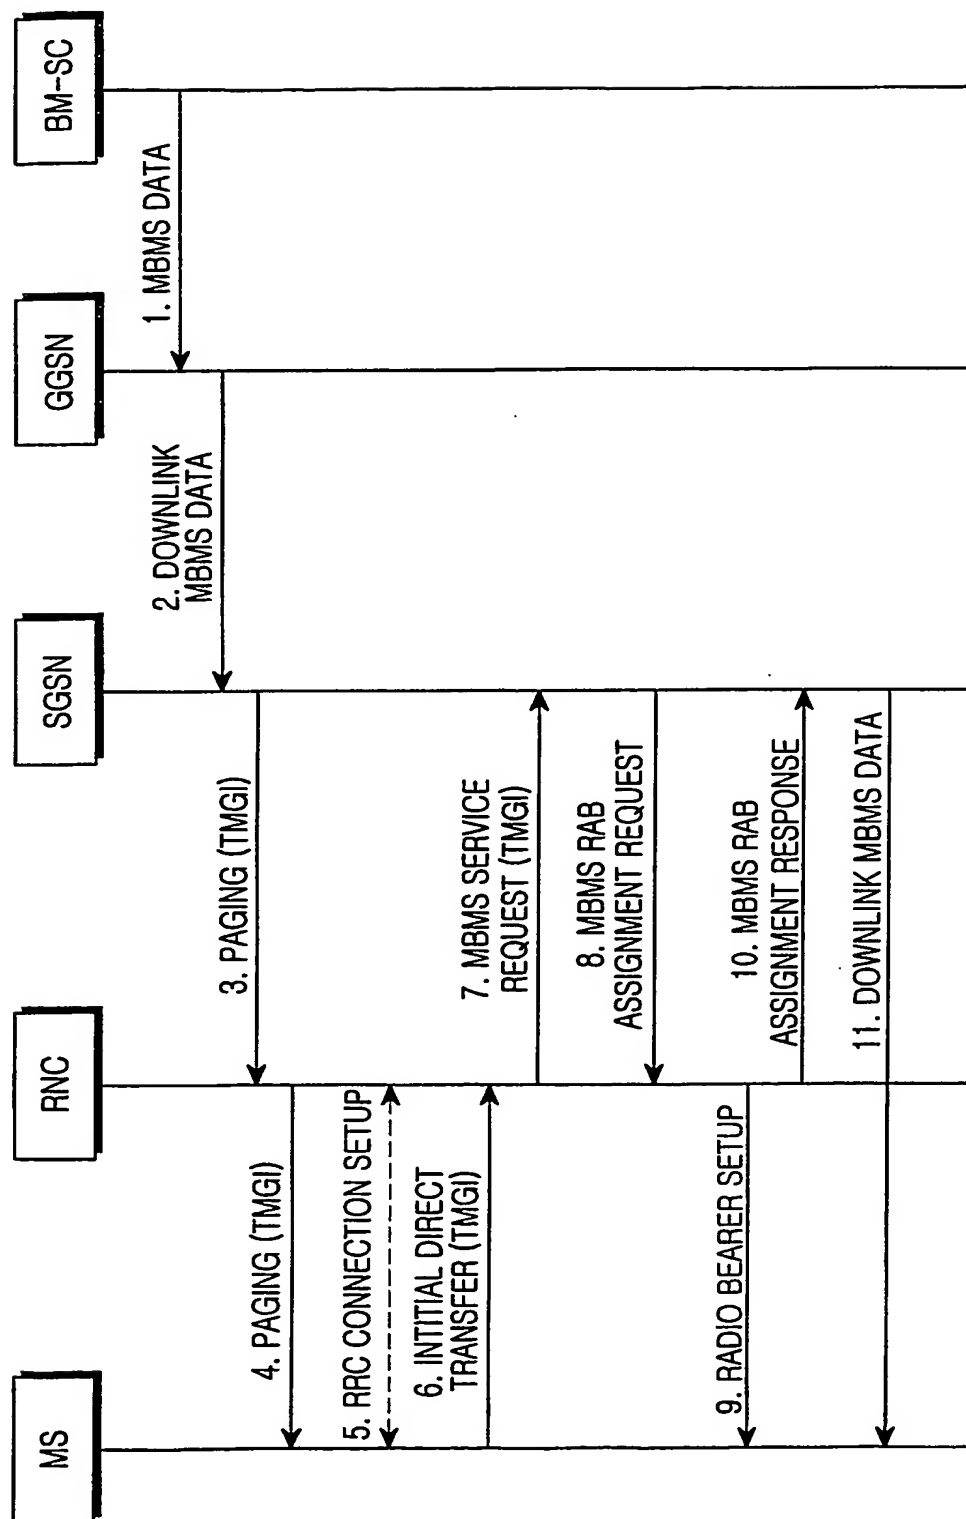 MS
RNC
SGSN
GGSN
BM-SC
1. MBMS DATA
2. DOWNLINK
MBMS DATA
3. PAGING (TMGI)
4. PAGING (TMGI)
5. RRC CONNECTION SETUP
6. INTITIAL DIRECT
TRANSFER (TMGI)
7. MBMS SERVICE
REQUEST (TMGI)
8. MBMS RAB
ASSIGNMENT REQUEST
9. RADIO BEARER SETUP
10. MBMS RAB
ASSIGNMENT RESPONSE
11. DOWNLINK MBMS DATA